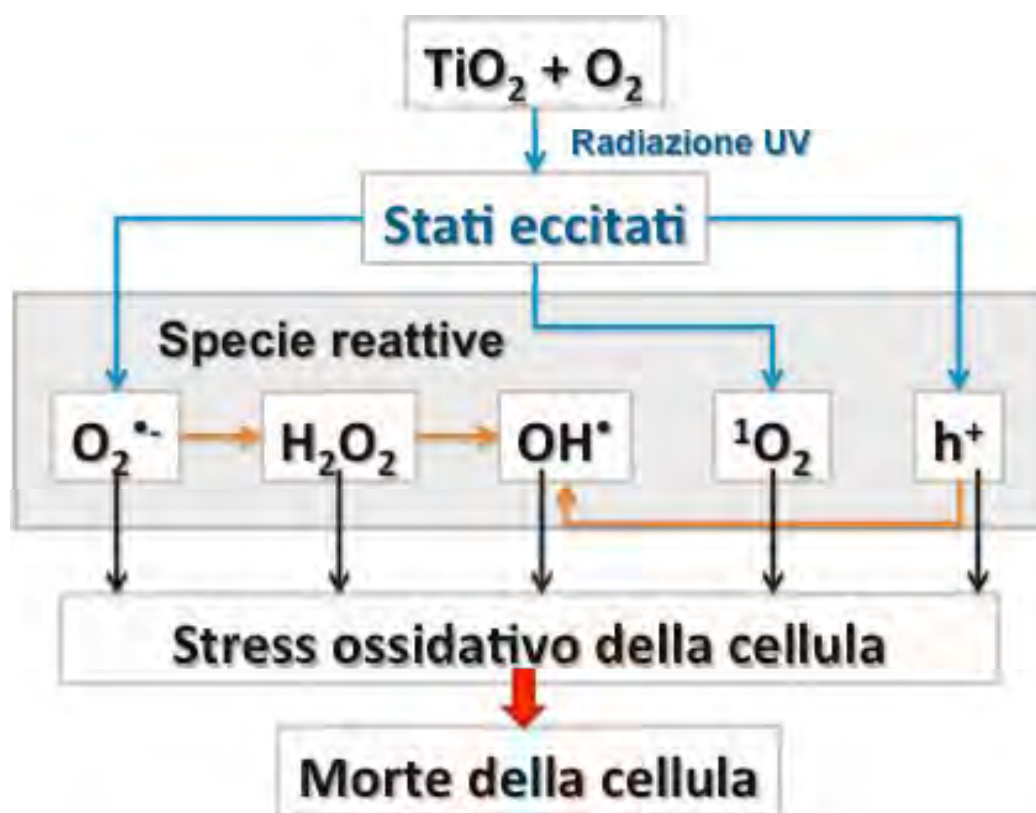 TiO₂ + O₂
Radiazione UV
Stati eccitati
Specie reattive
O₂•-
H₂O₂
OH•
¹O₂
h⁺
Stress ossidativo della cellula
Morte della cellula